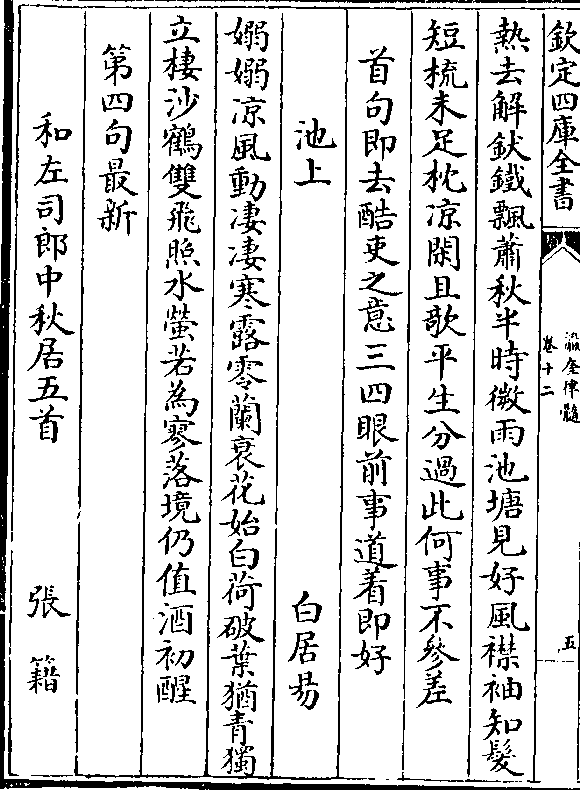 欽定四庫全書
瀛奎律髓
卷十二
五
熱去解鈇鐵飄蕭秋半時微雨池塘見好風襟袖知髮
短梳未足枕凉閑且歌平生分過此何事不參差
首句即去酷吏之意三四眼前事道着即好
池上 白居昜
嫋嫋凉風動凄凄寒露零蘭衰花始白荷破葉猶青獨
立棲沙鶴雙飛照水螢若為寥落境仍值酒初醒
第四句最新
和左司郎中秋居五首 張籍